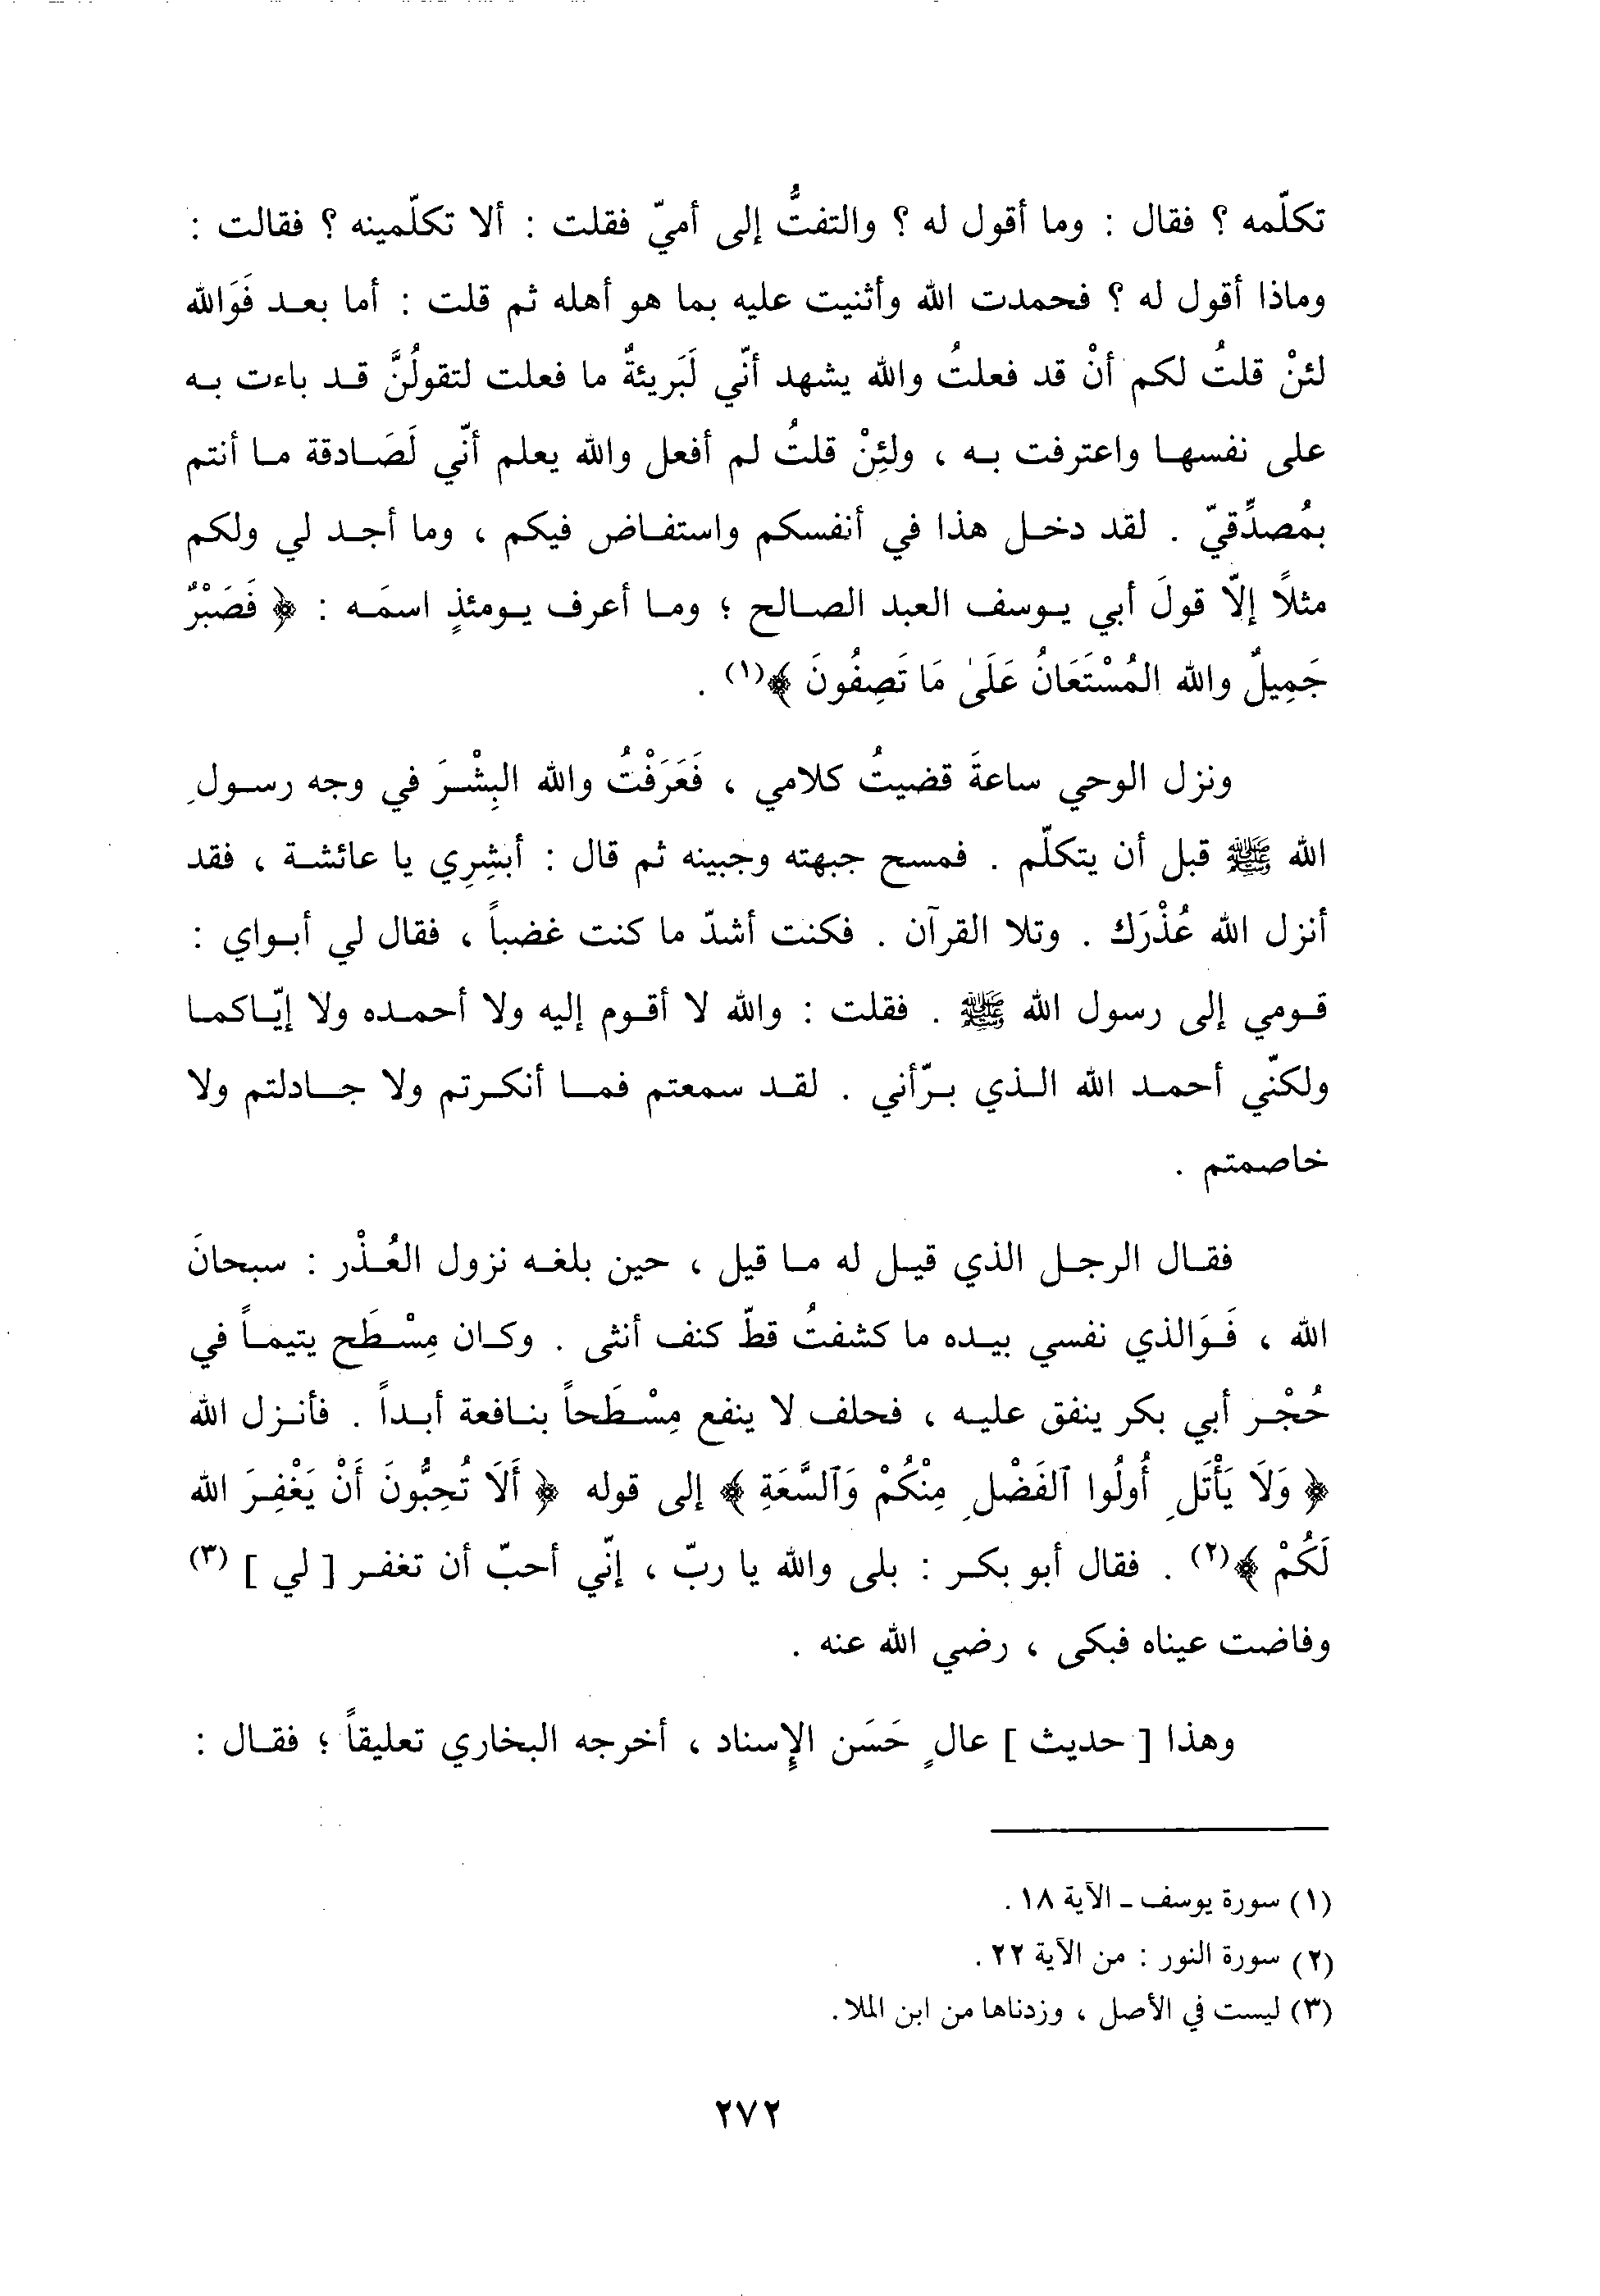 تكلّمه ؟ فقال : وما أقول له ؟ والتفتُّ إلى أميّ فقلت : ألا تكلّمينه ؟ فقالت :
وماذا أقول له ؟ فحمدت الله وأثنيت عليه بما هو أهله ثم قلت : أما بعد فَوَالله
لئنْ قلتُ لكم أنْ قد فعلتُ والله يشهد أنّي لَبَريئةٌ ما فعلت لتقولُنَّ قد باءت به
على نفسها واعترفت به ، ولئِنْ قلتُ لم أفعل والله يعلم أنّي لَصَادقة ما أنتم
بمُصدِّقيّ . لقد دخل هذا في أنفسكم واستفاض فيكم ، وما أجد لي ولكم
مثلاً إلّا قولَ أبي يوسف العبد الصالح ؛ وما أعرف يومئذٍ اسمَه : ﴿ فَصَبْرٌ
جَمِيلٌ والله المُسْتَعَانُ عَلَىٰ مَا تَصِفُونَ ﴾(١) .
ونزل الوحي ساعةَ قضيتُ كلامي ، فَعَرَفْتُ والله البِشْرَ في وجه رسولِ
الله ﷺ قبل أن يتكلّم . فمسح جبهته وجبينه ثم قال : أبشِرِي يا عائشة ، فقد
أنزل الله عُذْرَك . وتلا القرآن . فكنت أشدّ ما كنت غضباً ، فقال لي أبواي :
قومي إلى رسول الله ﷺ . فقلت : والله لا أقوم إليه ولا أحمده ولا إيّاكما
ولكنّي أحمد الله الذي برّأني . لقد سمعتم فما أنكرتم ولا جادلتم ولا
خاصمتم .
فقال الرجل الذي قيل له ما قيل ، حين بلغه نزول العُذْر : سبحانَ
الله ، فَوَالذي نفسي بيده ما كشفتُ قطّ كنف أنثى . وكان مِسْطَح يتيماً في
حُجْر أبي بكر ينفق عليه ، فحلف لا ينفع مِسْطَحاً بنافعة أبداً . فأنزل الله
﴿ وَلَا يَأْتَلِ أُولُوا ٱلفَضْلِ مِنْكُمْ وَٱلسَّعَةِ ﴾ إلى قوله ﴿ أَلَا تُحِبُّونَ أَنْ يَغْفِرَ الله
لَكُمْ ﴾(٢) . فقال أبو بكر : بلى والله يا ربّ ، إنّي أحبّ أن تغفر [ لي ] (٣)
وفاضت عيناه فبكى ، رضي الله عنه .
وهذا [ حديث ] عالٍ حَسَن الإِسناد ، أخرجه البخاري تعليقاً ؛ فقال :
(١) سورة يوسف ـ الآية ١٨ .
(٢) سورة النور : من الآية ٢٢ .
(٣) ليست في الأصل ، وزدناها من ابن الملا .
٢٧٢